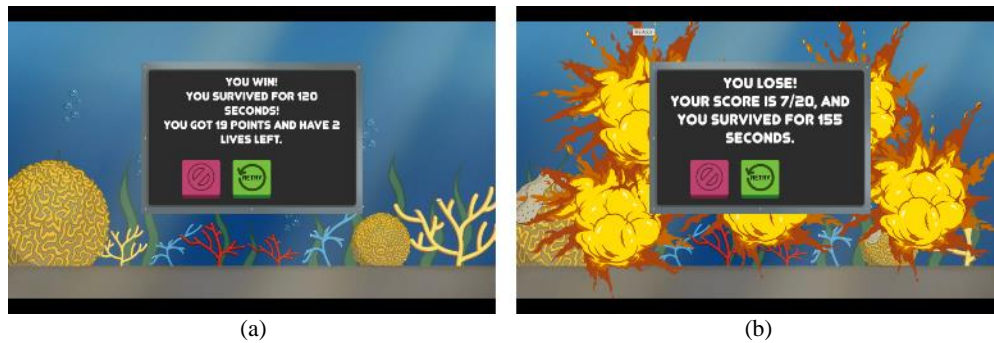 YOU WIN!
YOU SURVIVED FOR 120
SECONDS!
YOU GOT 19 POINTS AND HAVE 2
LIVES LEFT.
RETRY
YOU LOSE!
YOUR SCORE IS 7/20, AND
YOU SURVIVED FOR 155
SECONDS.
RETRY
(a)
(b)